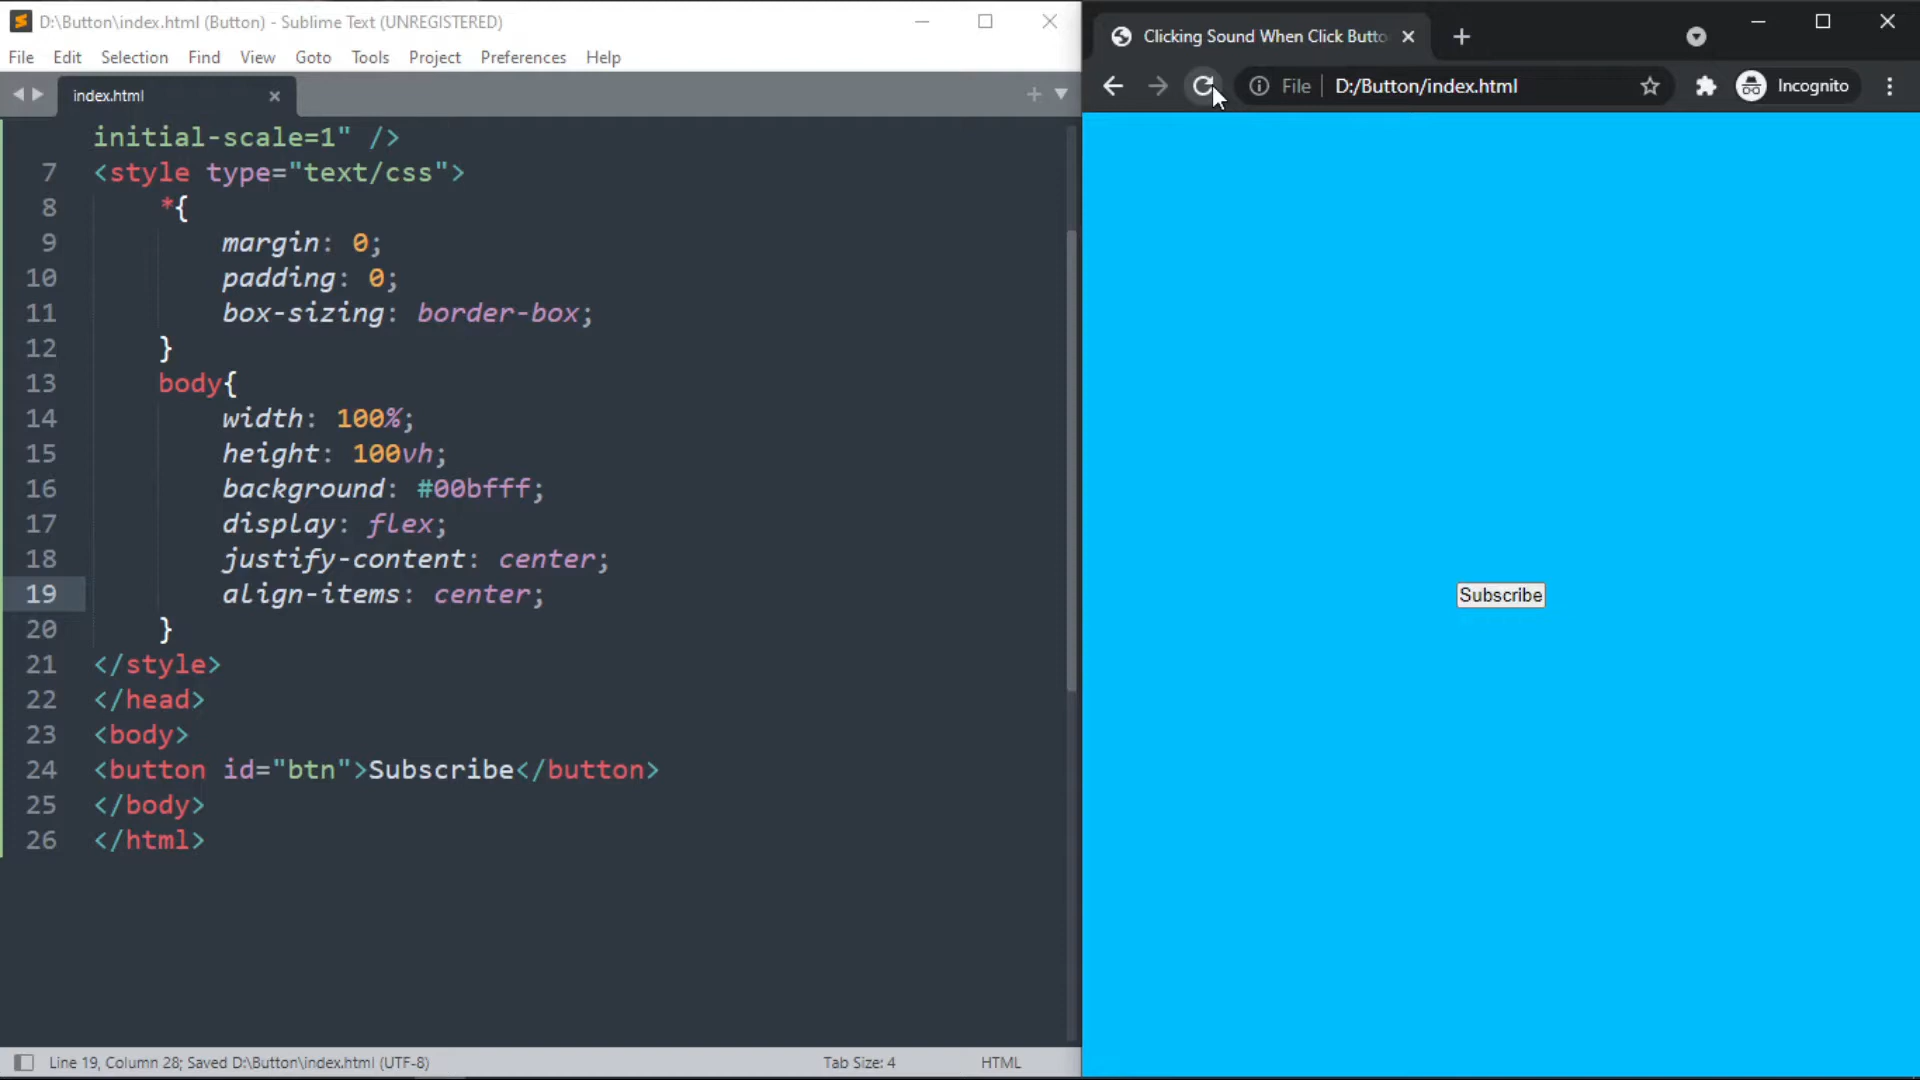 D:\Button\index.html (Button) - Sublime Text (UNREGISTERED)
File Edit Selection Find View Goto Tools Project Preferences Help
index.html
initial-scale=1" />
7 <style type="text/css">
8 *{
9 margin: 0;
10 padding: 0;
11 box-sizing: border-box;
12 }
13 body{
14 width: 100%;
15 height: 100vh;
16 background: #00bfff;
17 display: flex;
18 justify-content: center;
19 align-items: center;
20 }
21 </style>
22 </head>
23 <body>
24 <button id="btn">Subscribe</button>
25 </body>
26 </html>
Line 19, Column 28; Saved D:\Button\index.html (UTF-8) Tab Size: 4 HTML
Clicking Sound When Click Butto
File D:/Button/index.html Incognito
Subscribe